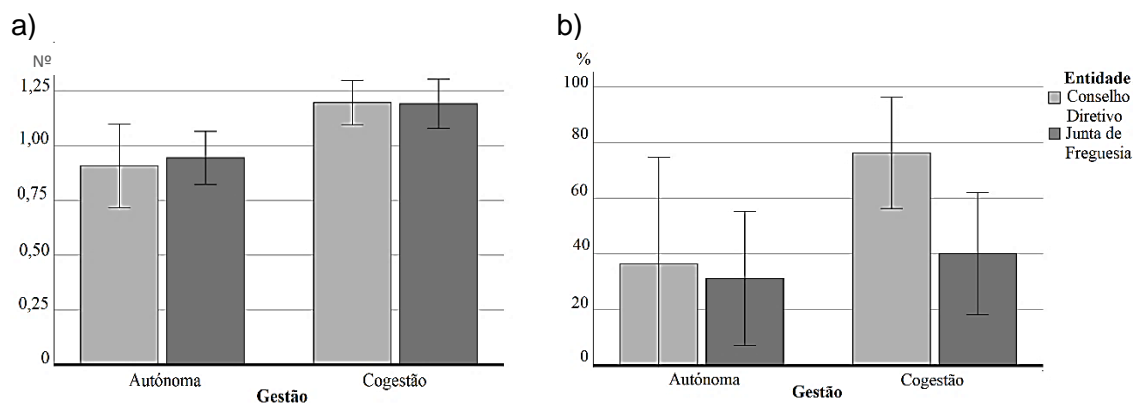 a)
Nº
1,25
1,00
0,75
0,50
0,25
0
Autónoma
Cogestão
Gestão
b)
%
100
80
60
40
20
0
Autónoma
Cogestão
Gestão
Entidade
Conselho
Diretivo
Junta de
Freguesia